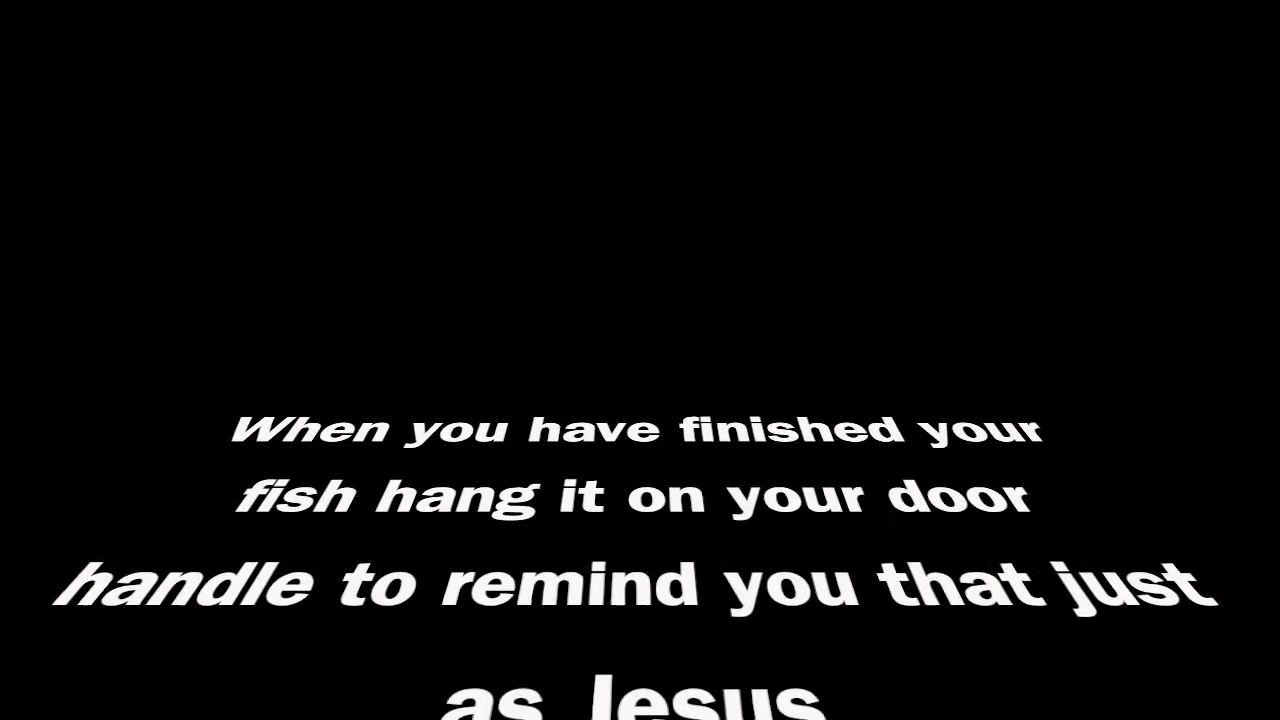 When you have finished your
fish hang it on your door
handle to remind you that just
as Jesus